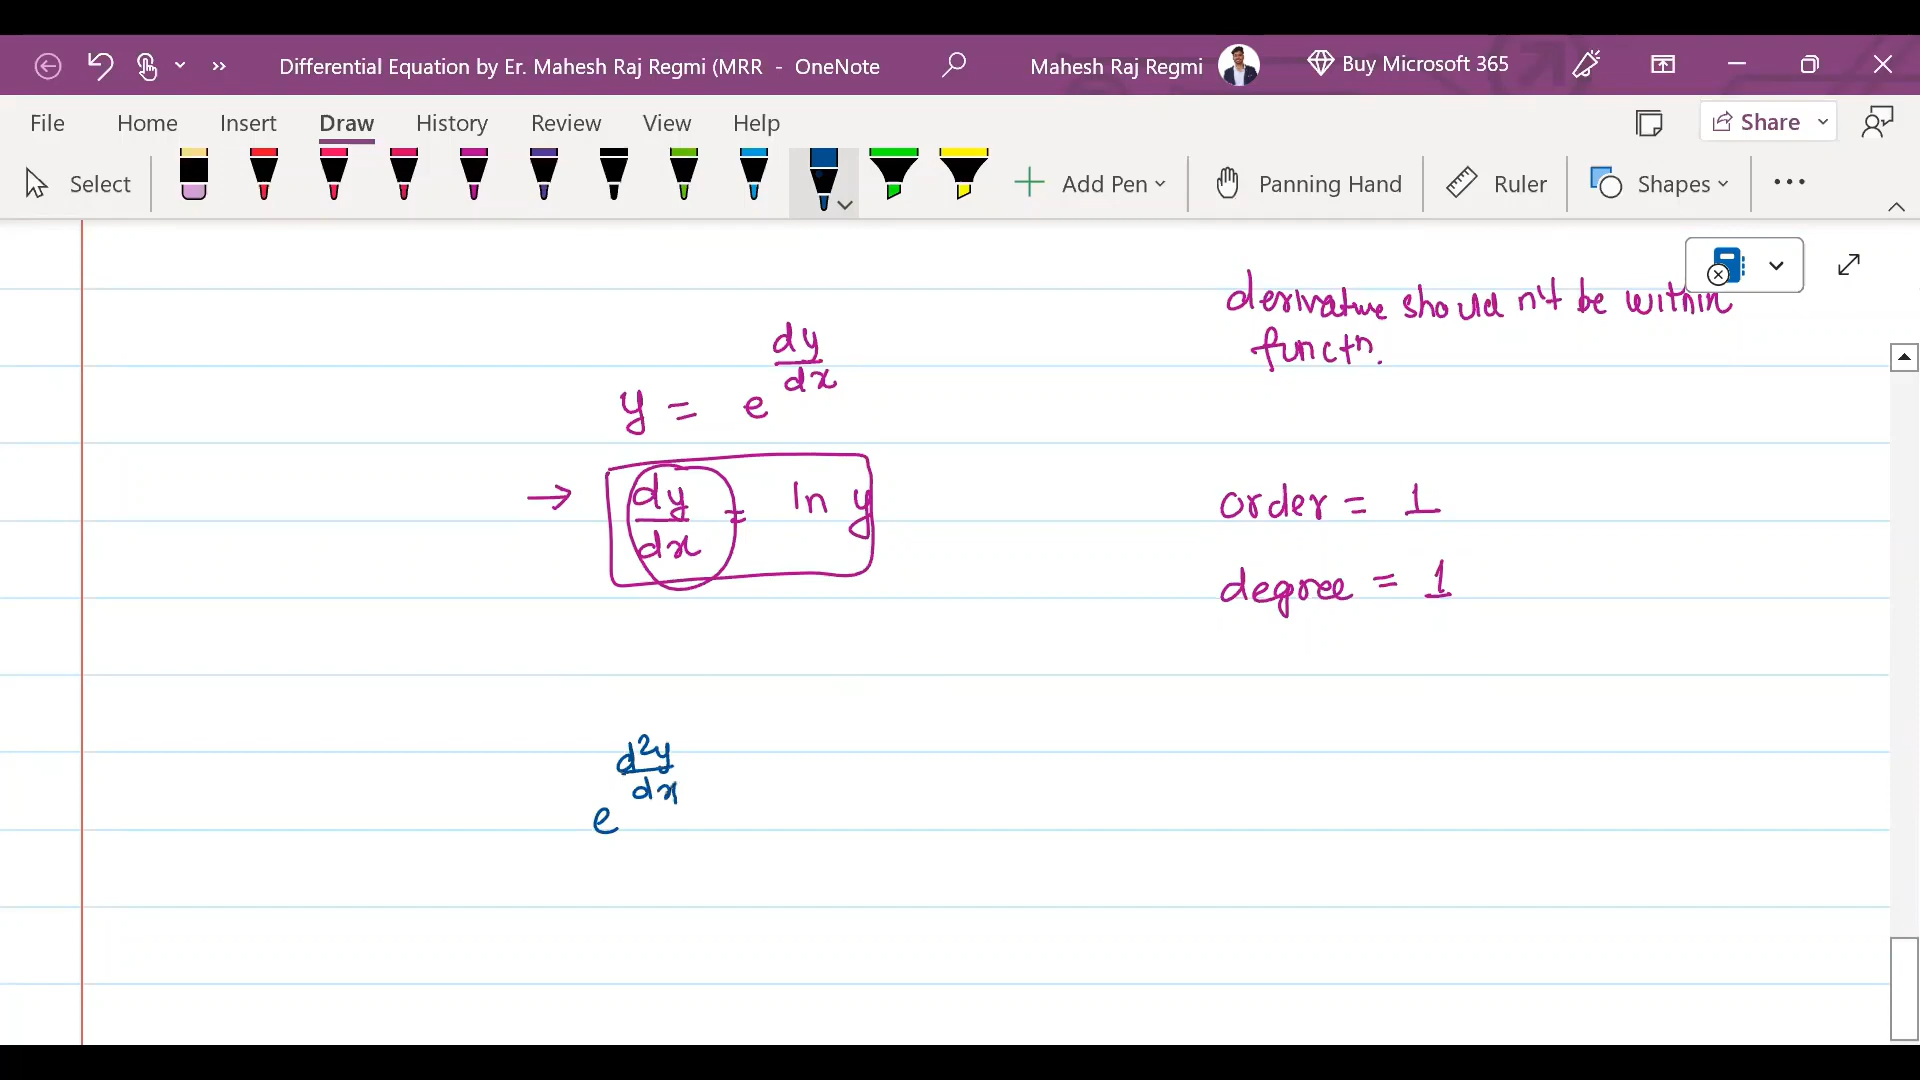 Differential Equation by Er. Mahesh Raj Regmi (MRR - OneNote
Mahesh Raj Regmi
Buy Microsoft 365
File Home Insert Draw History Review View Help
Share
Select
Add Pen
Panning Hand
Ruler
Shapes
derivative shouldn't be within
functn.
y = e^(dy/dx)
→ dy/dx = ln y
order = 1
degree = 1
e^(d²y/dx)